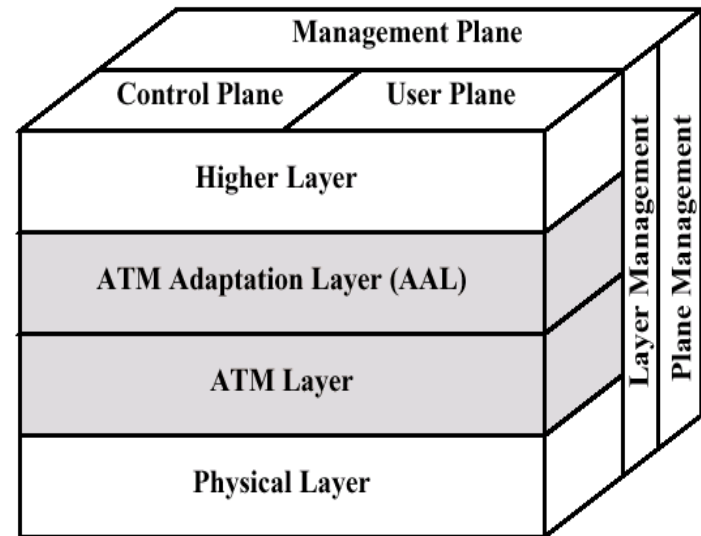 Management Plane
Control Plane
User Plane
Higher Layer
ATM Adaptation Layer (AAL)
ATM Layer
Physical Layer
Layer Management
Plane Management